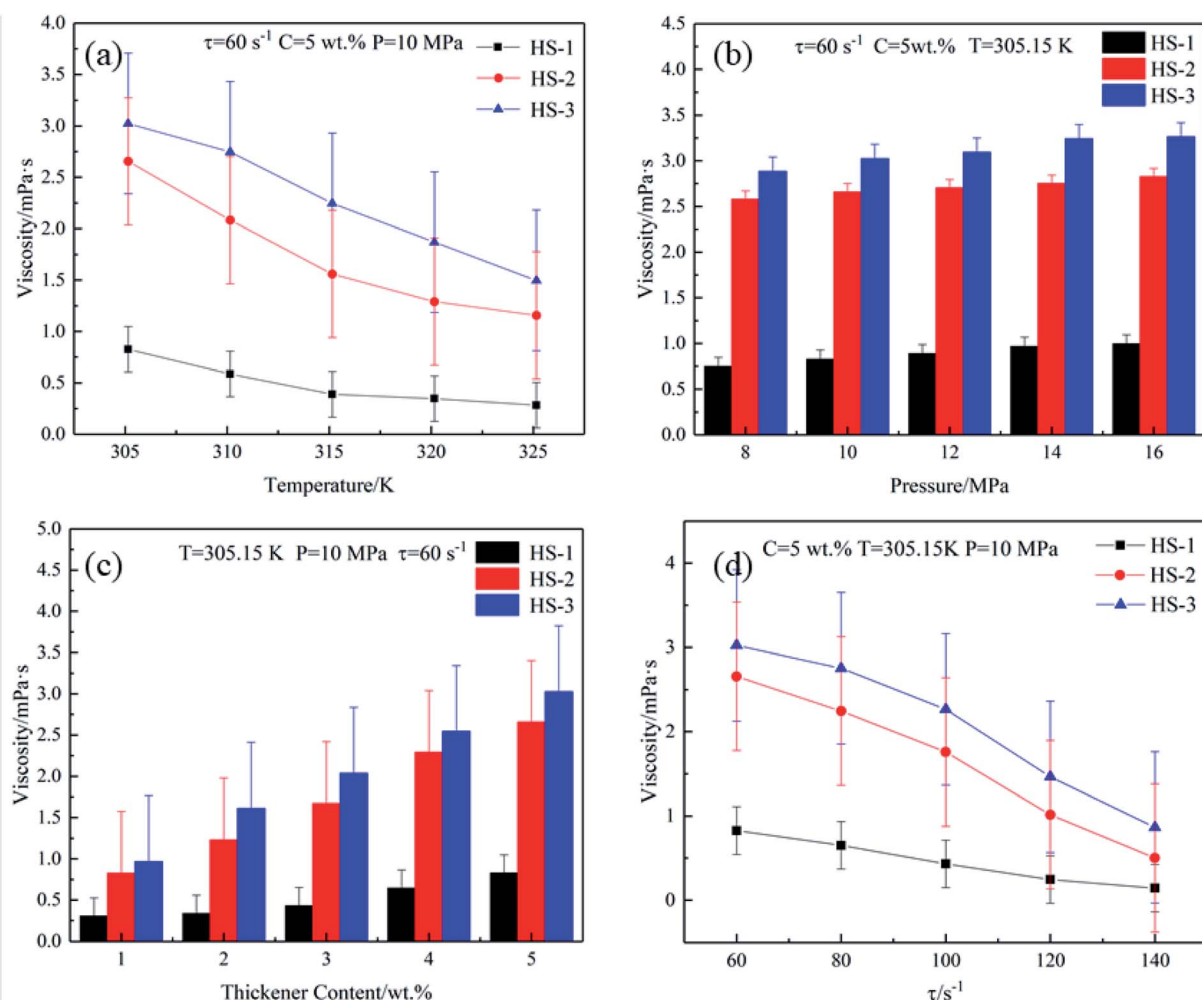 (a)
τ=60 s⁻¹ C=5 wt.% P=10 MPa
HS-1
HS-2
HS-3
4.0
3.5
3.0
2.5
2.0
1.5
1.0
0.5
0.0
Viscosity/mPa·s
305 310 315 320 325
Temperature/K
(b)
τ=60 s⁻¹ C=5wt.% T=305.15 K
HS-1
HS-2
HS-3
4.5
4.0
3.5
3.0
2.5
2.0
1.5
1.0
0.5
0.0
Viscosity/mPa·s
8 10 12 14 16
Pressure/MPa
(c)
T=305.15 K P=10 MPa τ=60 s⁻¹
HS-1
HS-2
HS-3
5.0
4.5
4.0
3.5
3.0
2.5
2.0
1.5
1.0
0.5
0.0
Viscosity/mPa·s
1 2 3 4 5
Thickener Content/wt.%
(d)
C=5 wt.% T=305.15K P=10 MPa
HS-1
HS-2
HS-3
4
3
2
1
0
Viscosity/mPa·s
60 80 100 120 140
τ/s⁻¹